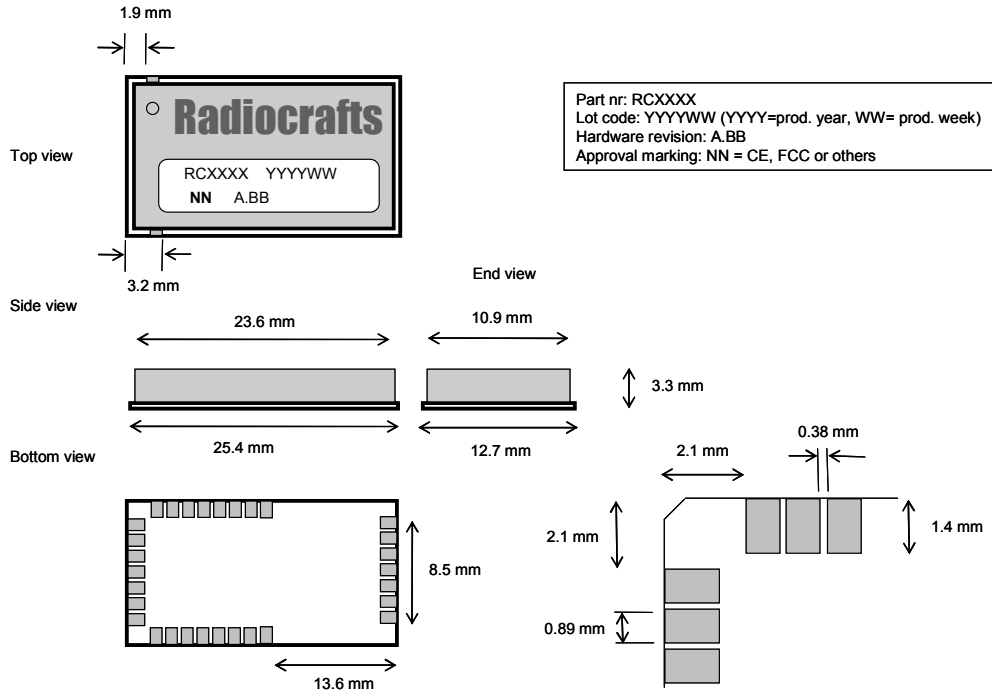 1.9 mm
Radiocrafts
RCXXXX YYYYWW
NN A.BB
Part nr: RCXXXX
Lot code: YYYYWW (YYYY=prod. year, WW= prod. week)
Hardware revision: A.BB
Approval marking: NN = CE, FCC or others
Top view
3.2 mm
End view
Side view
23.6 mm
10.9 mm
3.3 mm
25.4 mm
12.7 mm
Bottom view
0.38 mm
2.1 mm
2.1 mm
1.4 mm
8.5 mm
0.89 mm
13.6 mm